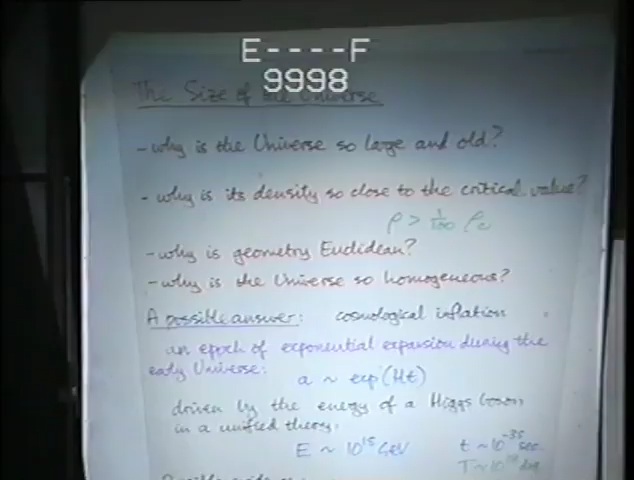 E----F
9998
The Size of the Universe
- why is the Universe so large and old?
- why is its density so close to the critical value?
ρ > 1/100 ρc
- why is geometry Euclidean?
- why is the Universe so homogeneous?
A possible answer: cosmological inflation
an epoch of exponential expansion during the
early Universe:
a ~ exp(Ht)
driven by the energy of a Higgs boson
in a unified theory.
E ~ 10^15 GeV t ~ 10^-35 sec